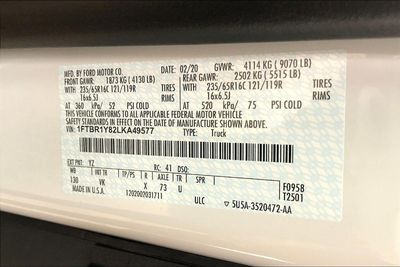 MFD. BY FORD MOTOR CO. 02/20 GVWR: 4114 KG ( 9070 LB)
FRONT GAWR: 1873 KG ( 4130 LB) REAR GAWR: 2502 KG ( 5515 LB)
235/65R16C 121/119R TIRES 235/65R16C 121/119R TIRES
16x6.5J RIMS 16x6.5J RIMS
AT 360 kPa/ 52 PSI COLD AT 520 kPa/ 75 PSI COLD
THIS VEHICLE CONFORMS TO ALL APPLICABLE FEDERAL MOTOR
VEHICLE SAFETY STANDARDS IN EFFECT ON THE DATE OF MANUFACTURE
SHOWN ABOVE.
VIN: 1FTBR1Y82LKA49577 TYPE: Truck
EXT PNT: YZ RC: 41 DSO:
WB INT TR TP/PS R AXLE TR SPR F0958
130 VK X 73 U T2501
MADE IN U.S.A. 1202002031711 ULC 5U5A-3520472-AA